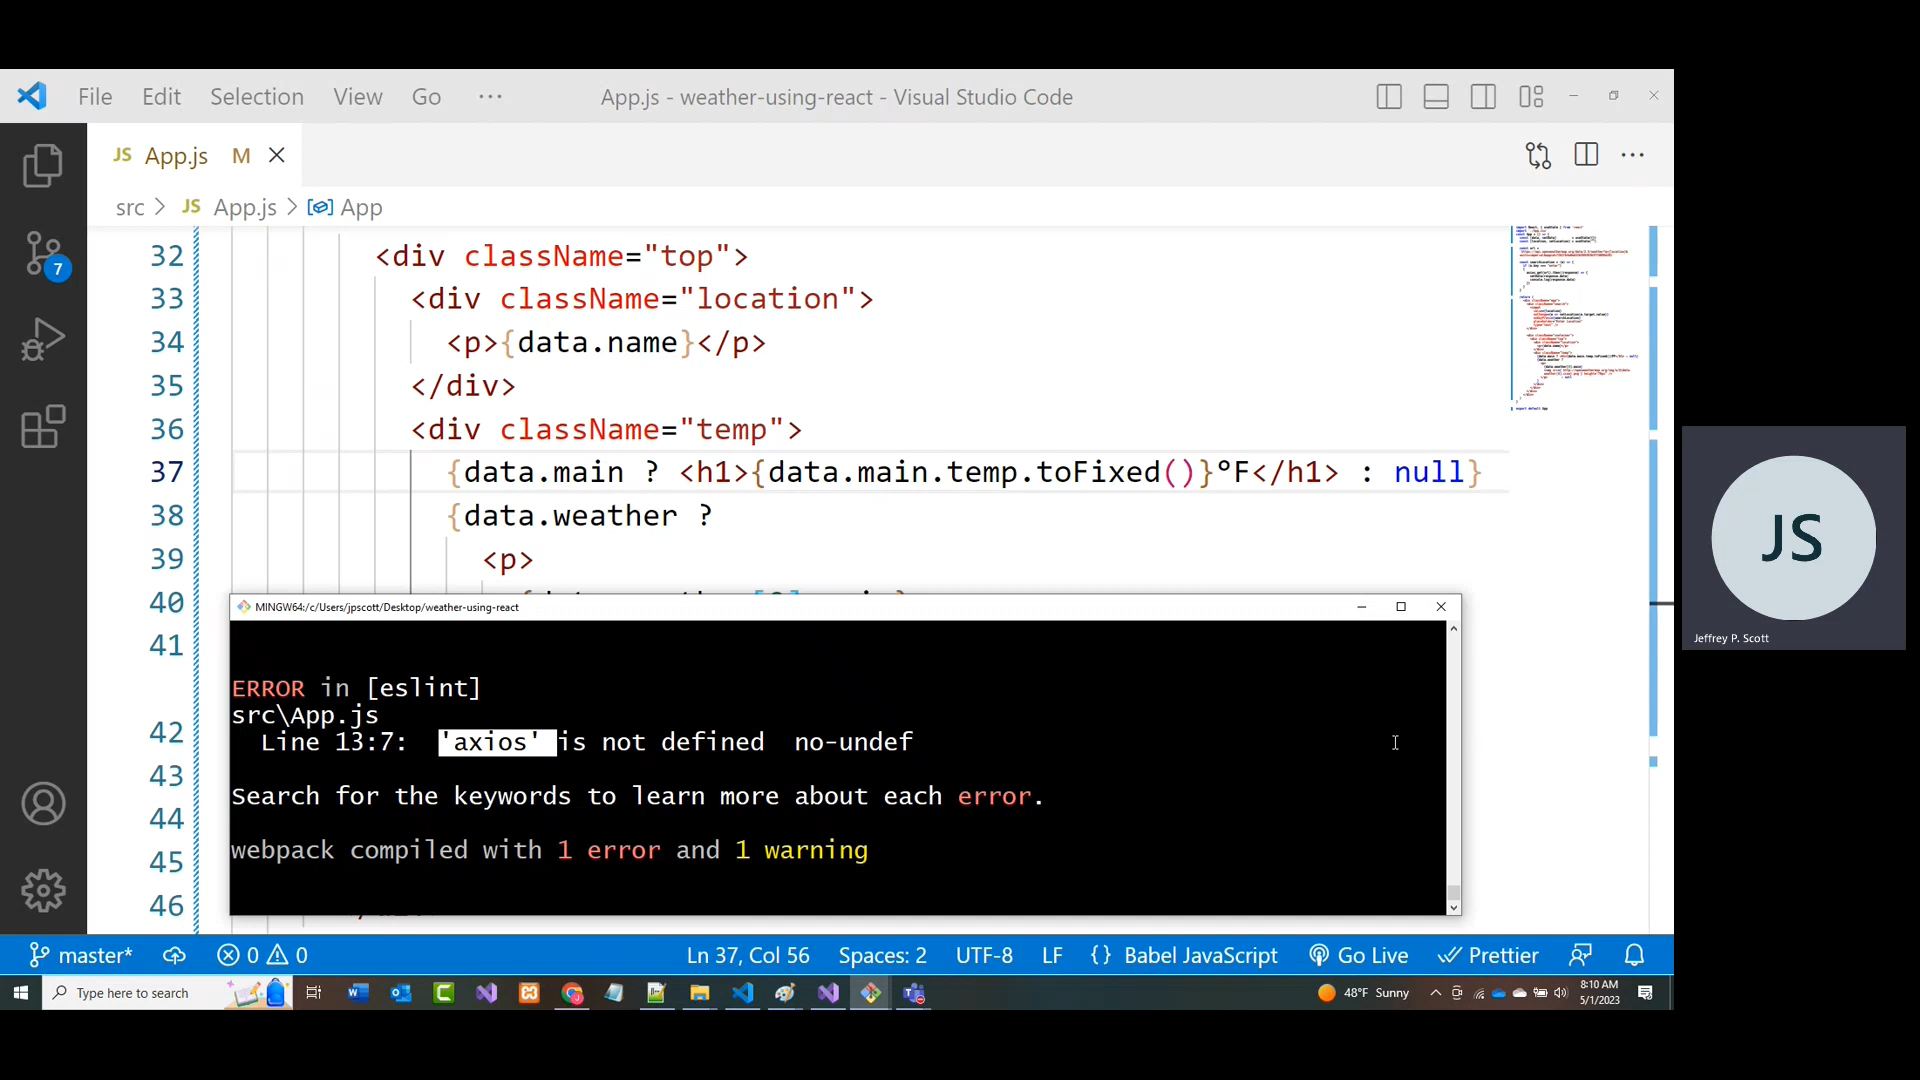 File Edit Selection View Go ··· App.js - weather-using-react - Visual Studio Code
JS App.js M
src > JS App.js > App
7
32 <div className="top">
33 <div className="location">
34 <p>{data.name}</p>
35 </div>
36 <div className="temp">
37 {data.main ? <h1>{data.main.temp.toFixed()}°F</h1> : null}
38 {data.weather ?
39 <p>
40
41
42
43
44
45
46
MINGW64:/c/Users/jpscott/Desktop/weather-using-react
ERROR in [eslint]
src\App.js
Line 13:7: 'axios' is not defined no-undef
Search for the keywords to learn more about each error.
webpack compiled with 1 error and 1 warning
JS
Jeffrey P. Scott
master* 0 0 Ln 37, Col 56 Spaces: 2 UTF-8 LF {} Babel JavaScript Go Live Prettier
Type here to search 48°F Sunny 8:10 AM
5/1/2023